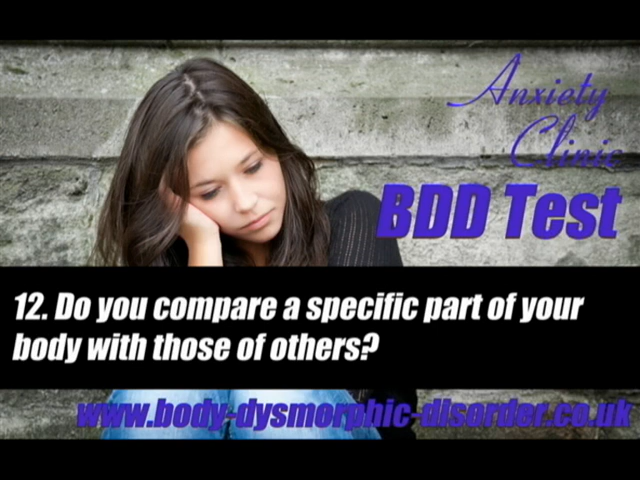 Anxiety
Clinic
BDD Test
12. Do you compare a specific part of your
body with those of others?
www.body-dysmorphic-disorder.co.uk